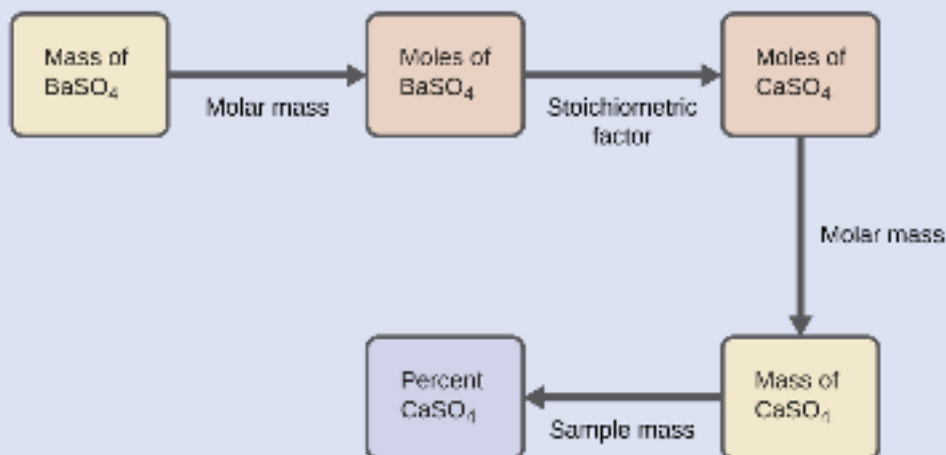 Mass of
BaSO₄
Molar mass
Moles of
BaSO₄
Stoichiometric
factor
Moles of
CaSO₄
Molar mass
Mass of
CaSO₄
Sample mass
Percent
CaSO₄